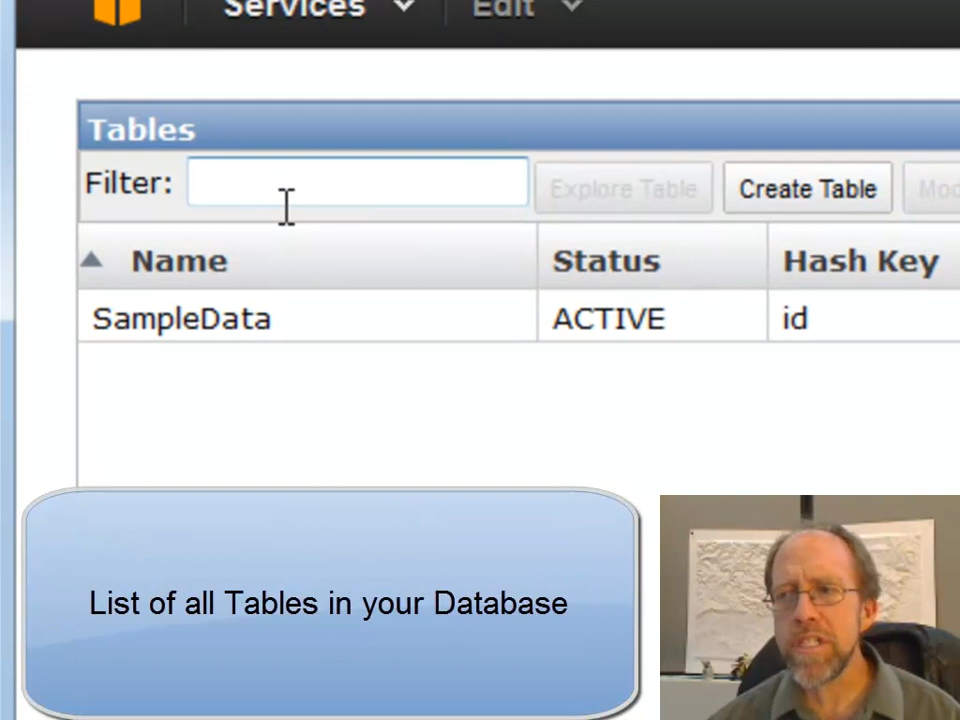 Services Edit
Tables
Filter: Explore Table Create Table Mod
Name Status Hash Key
SampleData ACTIVE id
List of all Tables in your Database